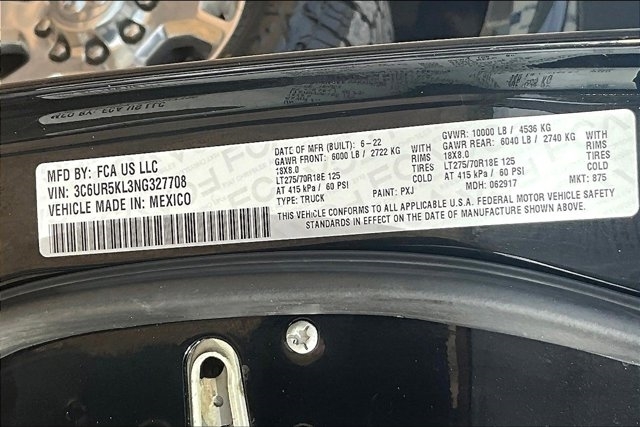 MFD BY: FCA US LLC
VIN: 3C6UR5KL3NG327708
VEHICLE MADE IN: MEXICO
DATE OF MFR (BUILT): 6-22
GAWR FRONT: 6000 LB / 2722 KG
18X8.0 RIMS
LT275/70R18E 125 TIRES
AT 415 kPa / 60 PSI COLD
TYPE: TRUCK PAINT: PXJ
GVWR: 10000 LB / 4536 KG
GAWR REAR: 6040 LB / 2740 KG
18X8.0 RIMS
LT275/70R18E 125 TIRES
AT 415 kPa / 60 PSI COLD
MDH: 062917 MKT: 875
THIS VEHICLE CONFORMS TO ALL APPLICABLE U.S.A. FEDERAL MOTOR VEHICLE SAFETY
STANDARDS IN EFFECT ON THE DATE OF MANUFACTURE SHOWN ABOVE.